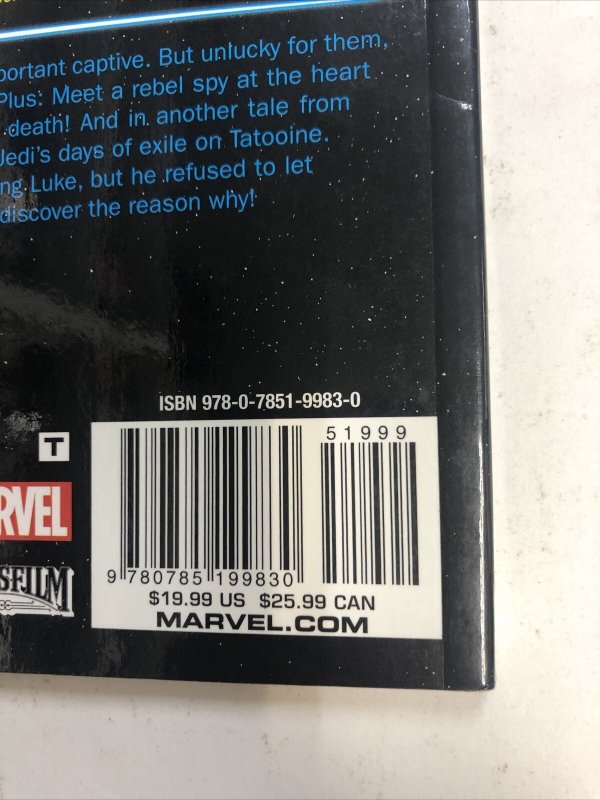 portant captive. But unlucky for them,
Plus: Meet a rebel spy at the heart
death! And in another tale from
Jedi's days of exile on Tatooine.
ng Luke, but he refused to let
discover the reason why!
ISBN 978-0-7851-9983-0
51999
T
RVEL
SFILM
9 780785 199830
$19.99 US $25.99 CAN
MARVEL.COM